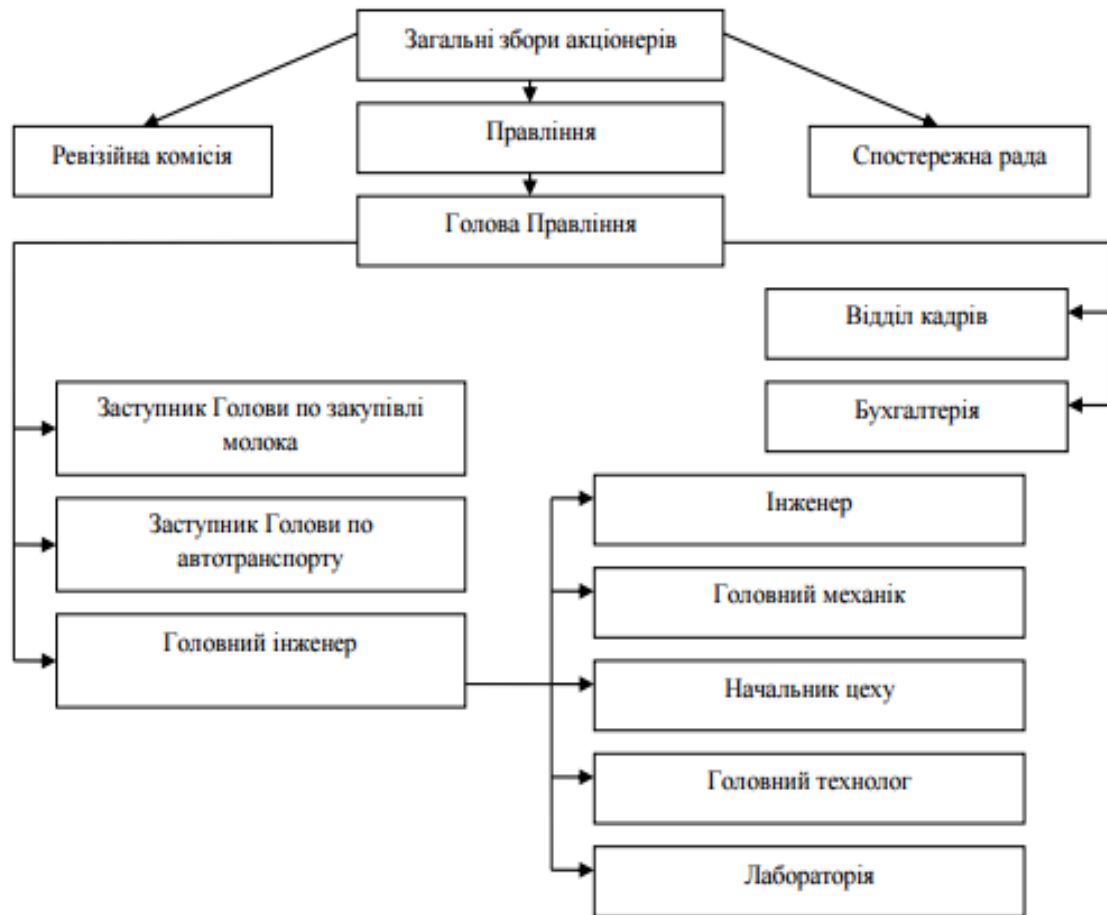 Загальні збори акціонерів
Правління
Ревізійна комісія
Спостережна рада
Голова Правління
Відділ кадрів
Заступник Голови по закупівлі
молока
Бухгалтерія
Інженер
Заступник Голови по
автотранспорту
Головний механік
Головний інженер
Начальник цеху
Головний технолог
Лабораторія